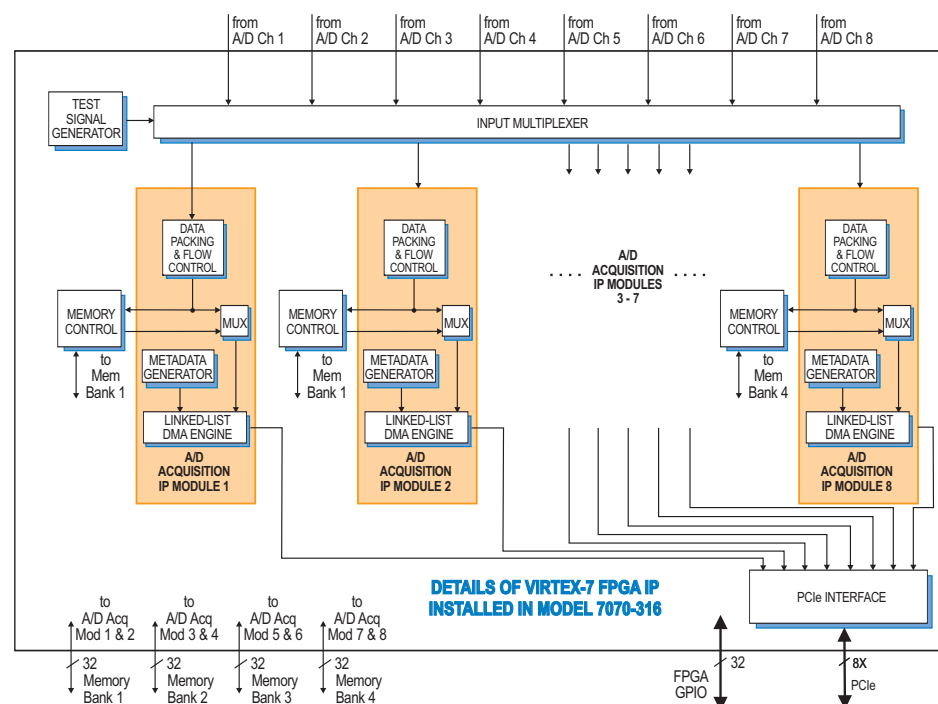 from
A/D Ch 1
from
A/D Ch 2
from
A/D Ch 3
from
A/D Ch 4
from
A/D Ch 5
from
A/D Ch 6
from
A/D Ch 7
from
A/D Ch 8
TEST
SIGNAL
GENERATOR
INPUT MULTIPLEXER
DATA
PACKING
& FLOW
CONTROL
MEMORY
CONTROL
MUX
to
Mem
Bank 1
METADATA
GENERATOR
LINKED-LIST
DMA ENGINE
A/D
ACQUISITION
IP MODULE 1
DATA
PACKING
& FLOW
CONTROL
MEMORY
CONTROL
MUX
to
Mem
Bank 1
METADATA
GENERATOR
LINKED-LIST
DMA ENGINE
A/D
ACQUISITION
IP MODULE 2
A/D
. . . . ACQUISITION . . . .
IP MODULES
3 - 7
DATA
PACKING
& FLOW
CONTROL
MEMORY
CONTROL
MUX
to
Mem
Bank 4
METADATA
GENERATOR
LINKED-LIST
DMA ENGINE
A/D
ACQUISITION
IP MODULE 8
DETAILS OF VIRTEX-7 FPGA IP
INSTALLED IN MODEL 7070-316
PCIe INTERFACE
to
A/D Acq
Mod 1 & 2
to
A/D Acq
Mod 3 & 4
to
A/D Acq
Mod 5 & 6
to
A/D Acq
Mod 7 & 8
32
Memory
Bank 1
32
Memory
Bank 2
32
Memory
Bank 3
32
Memory
Bank 4
32
FPGA
GPIO
8X
PCIe